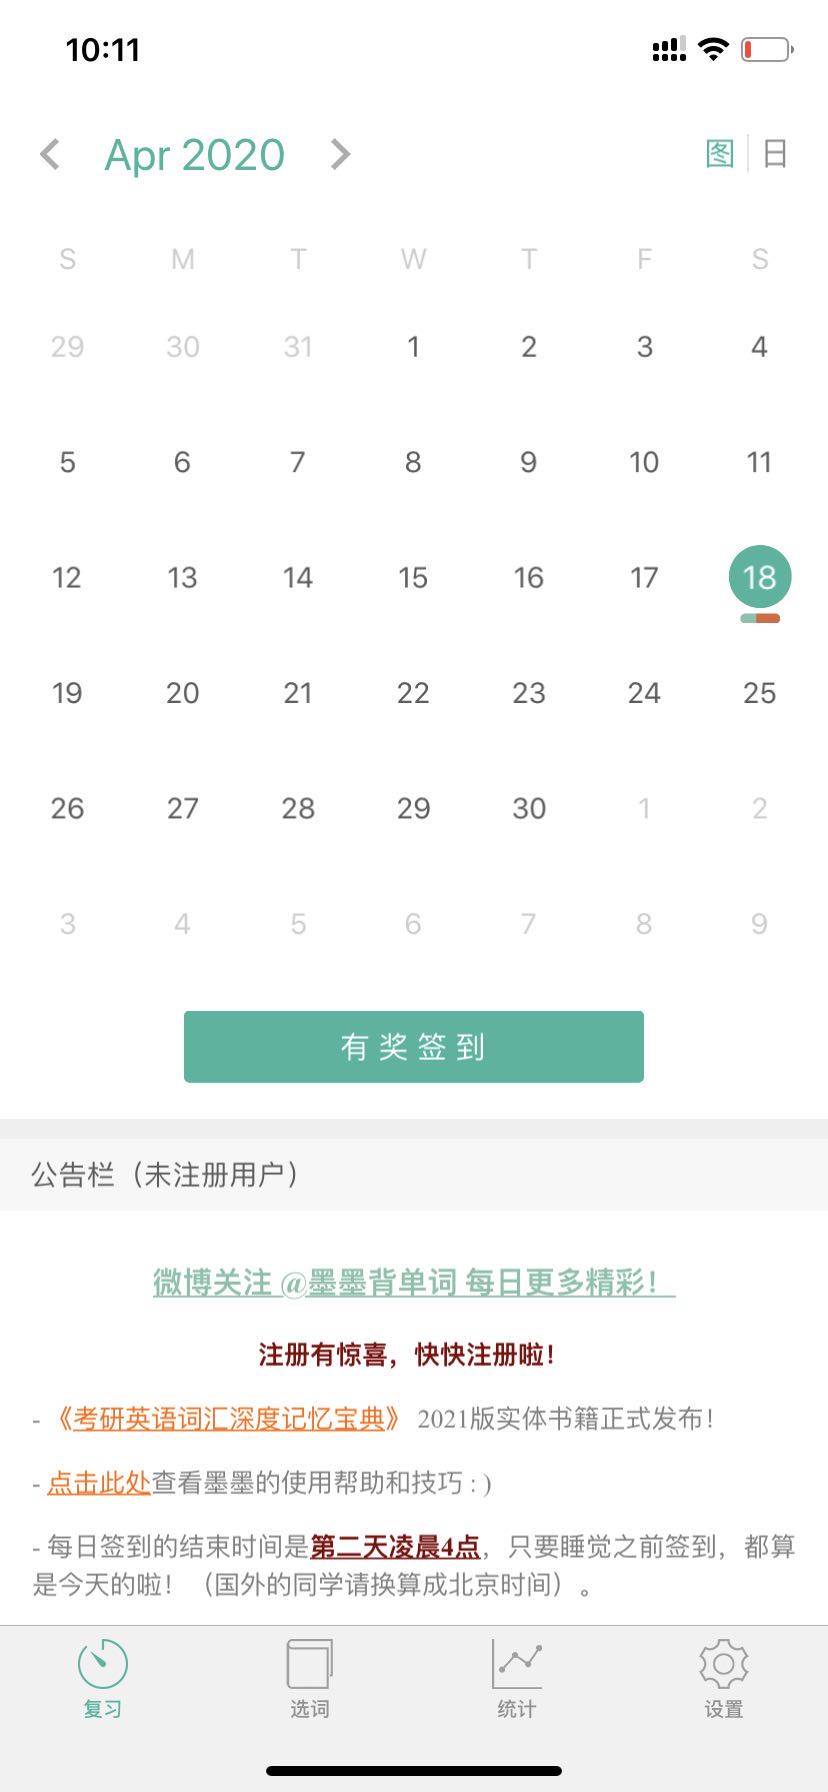 10:11
Apr 2020
图 日
S M T W T F S
29 30 31 1 2 3 4
5 6 7 8 9 10 11
12 13 14 15 16 17 18
19 20 21 22 23 24 25
26 27 28 29 30 1 2
3 4 5 6 7 8 9
有奖签到
公告栏（未注册用户）
微博关注 @墨墨背单词 每日更多精彩！
注册有惊喜，快快注册啦！
- 《考研英语词汇深度记忆宝典》 2021版实体书籍正式发布！
- 点击此处查看墨墨的使用帮助和技巧 : )
- 每日签到的结束时间是第二天凌晨4点，只要睡觉之前签到，都算
是今天的啦！（国外的同学请换算成北京时间）。
复习 选词 统计 设置